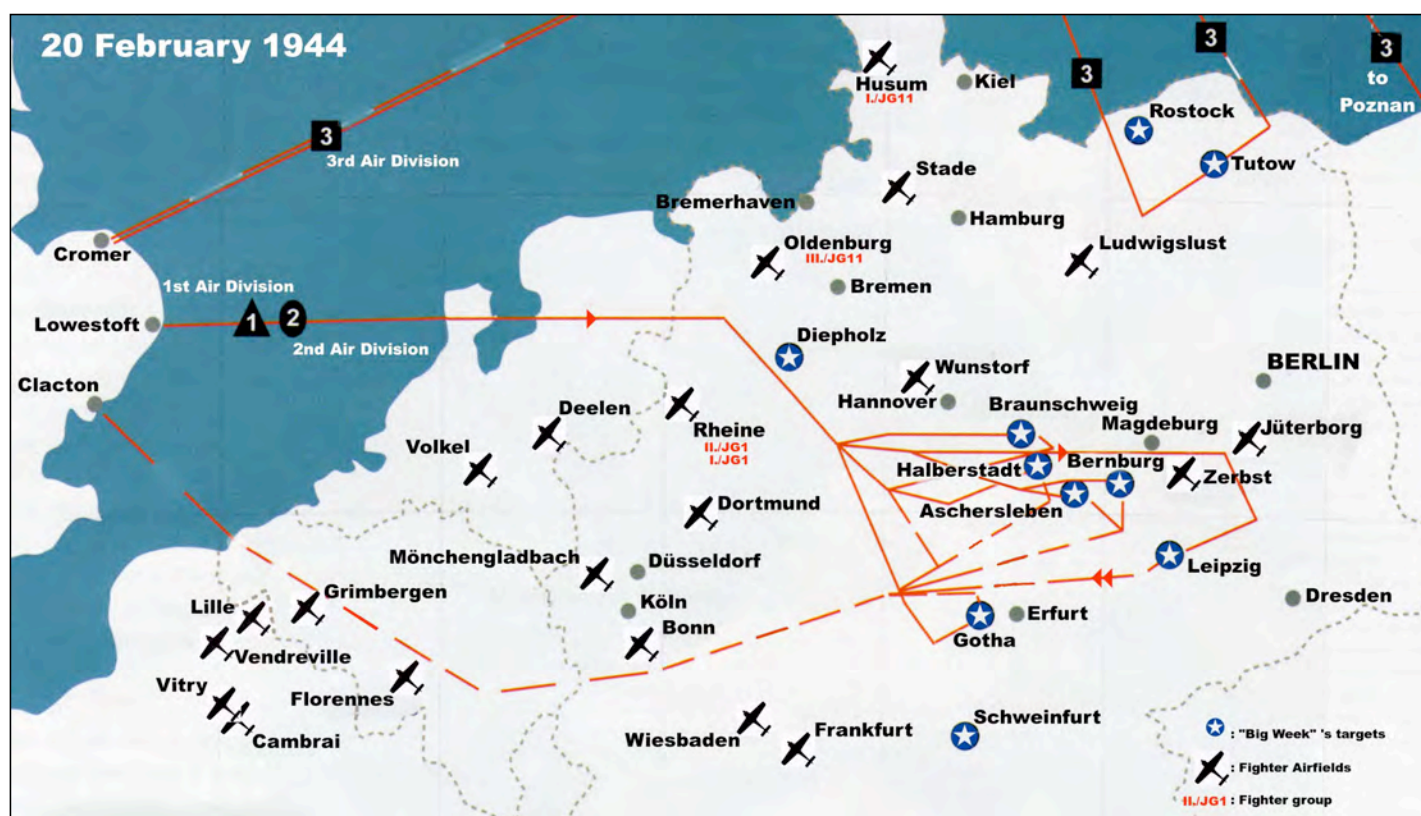 20 February 1944
3
3
3
to
Poznan
Husum
I./JG11
Kiel
Rostock
Tutow
3
3rd Air Division
Stade
Bremerhaven
Hamburg
Cromer
Oldenburg
III./JG11
Ludwigslust
Bremen
1st Air Division
Lowestoft
1
2
2nd Air Division
Diepholz
Wunstorf
BERLIN
Clacton
Hannover
Braunschweig
Deelen
Rheine
II./JG1
I./JG1
Magdeburg
Jüterborg
Volkel
Halberstadt
Bernburg
Zerbst
Dortmund
Aschersleben
Mönchengladbach
Düsseldorf
Leipzig
Grimbergen
Lille
Köln
Dresden
Erfurt
Bonn
Gotha
Vendreville
Vitry
Florennes
Cambrai
Wiesbaden
Frankfurt
Schweinfurt
: "Big Week" 's targets
: Fighter Airfields
II./JG1 : Fighter group